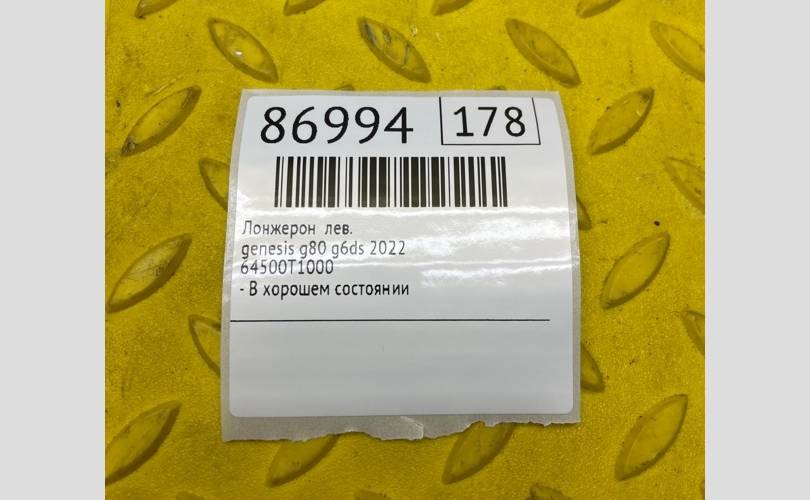 86994 178
Лонжерон лев.
genesis g80 g6ds 2022
64500T1000
- В хорошем состоянии